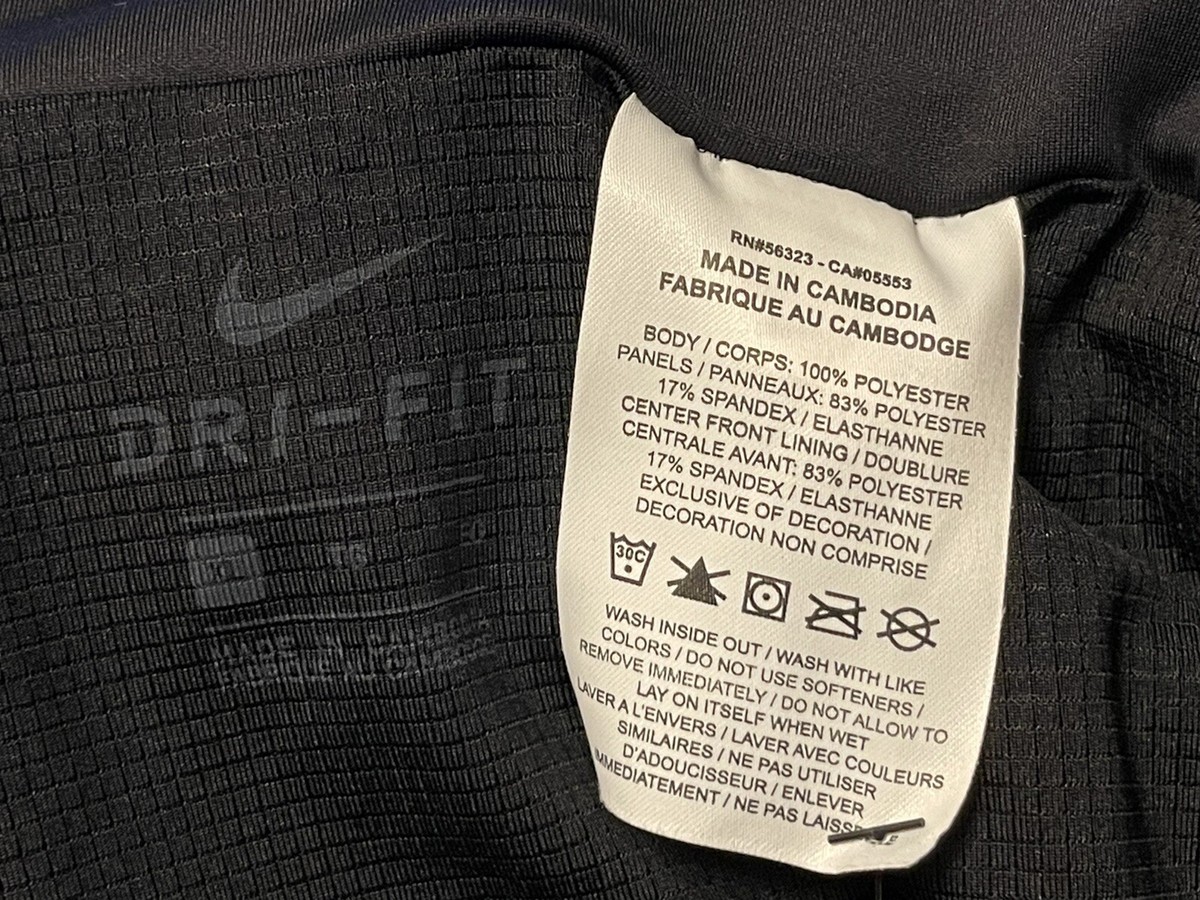 DRI-FIT
RN#56323 - CA#05553
MADE IN CAMBODIA
FABRIQUE AU CAMBODGE
BODY / CORPS: 100% POLYESTER
PANELS / PANNEAUX: 83% POLYESTER
17% SPANDEX / ELASTHANNE
CENTER FRONT LINING / DOUBLURE
CENTRALE AVANT: 83% POLYESTER
17% SPANDEX / ELASTHANNE
EXCLUSIVE OF DECORATION /
DECORATION NON COMPRISE
30C
WASH INSIDE OUT / WASH WITH LIKE
COLORS / DO NOT USE SOFTENERS /
REMOVE IMMEDIATELY / DO NOT ALLOW TO
LAY ON ITSELF WHEN WET
LAVER A L'ENVERS / LAVER AVEC COULEURS
SIMILAIRES / NE PAS UTILISER
D'ADOUCISSEUR / ENLEVER
IMMEDIATEMENT / NE PAS